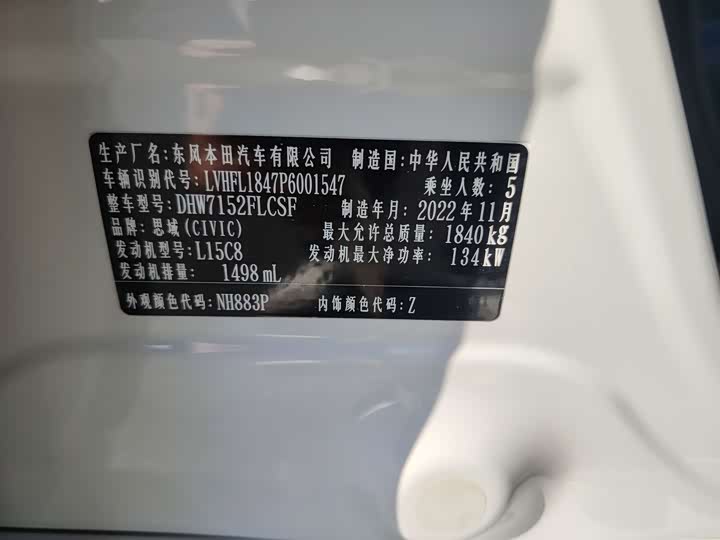 生产厂名:东风本田汽车有限公司 制造国:中华人民共和国
车辆识别代号:LVHFL1847P6001547 乘坐人数:5
整车型号:DHW7152FLCSF 制造年月:2022年11月
品牌:思域(CIVIC) 最大允许总质量:1840kg
发动机型号:L15C8 发动机最大净功率:134kW
发动机排量:1498mL
外观颜色代码:NH883P 内饰颜色代码:Z